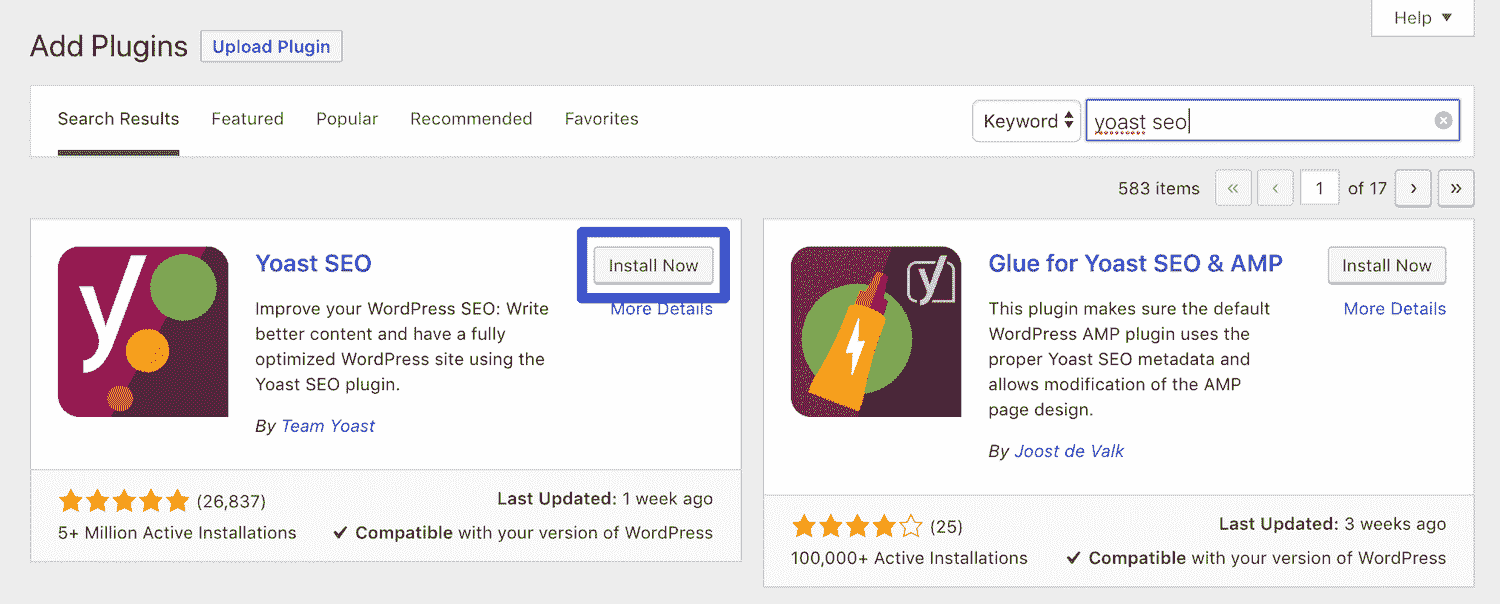 Help ▼
Add Plugins Upload Plugin
Search Results Featured Popular Recommended Favorites Keyword yoast seo
583 items « ‹ 1 of 17 › »
Yoast SEO
Install Now
More Details
Improve your WordPress SEO: Write
better content and have a fully
optimized WordPress site using the
Yoast SEO plugin.
By Team Yoast
(26,837)
Last Updated: 1 week ago
5+ Million Active Installations
✔ Compatible with your version of WordPress
Glue for Yoast SEO & AMP
Install Now
More Details
This plugin makes sure the default
WordPress AMP plugin uses the
proper Yoast SEO metadata and
allows modification of the AMP
page design.
By Joost de Valk
(25)
Last Updated: 3 weeks ago
100,000+ Active Installations
✔ Compatible with your version of WordPress